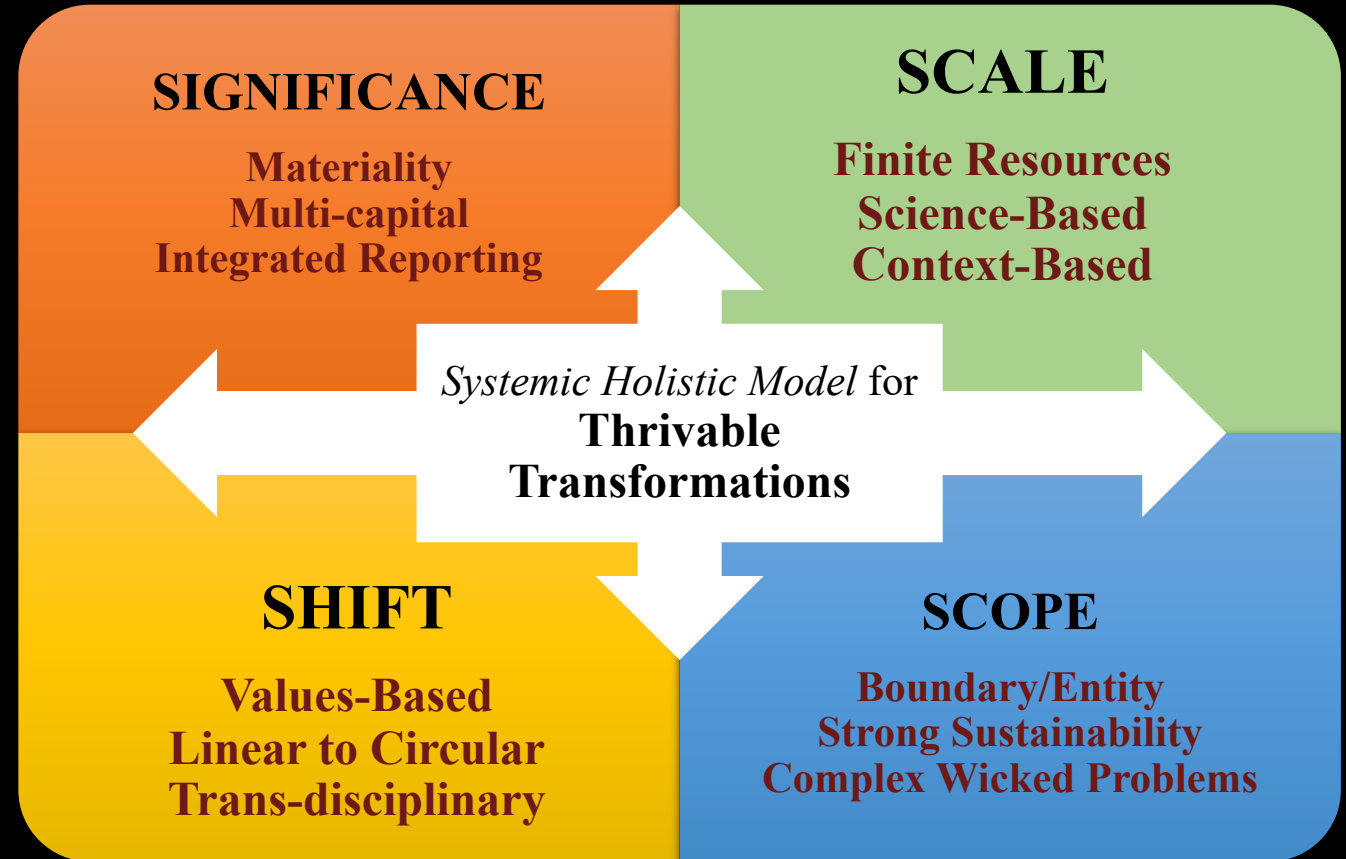 SIGNIFICANCE
Materiality
Multi-capital
Integrated Reporting
SCALE
Finite Resources
Science-Based
Context-Based
Systemic Holistic Model for
Thrivable
Transformations
SHIFT
Values-Based
Linear to Circular
Trans-disciplinary
SCOPE
Boundary/Entity
Strong Sustainability
Complex Wicked Problems